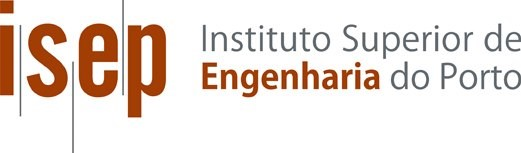 isep
Instituto Superior de
Engenharia do Porto